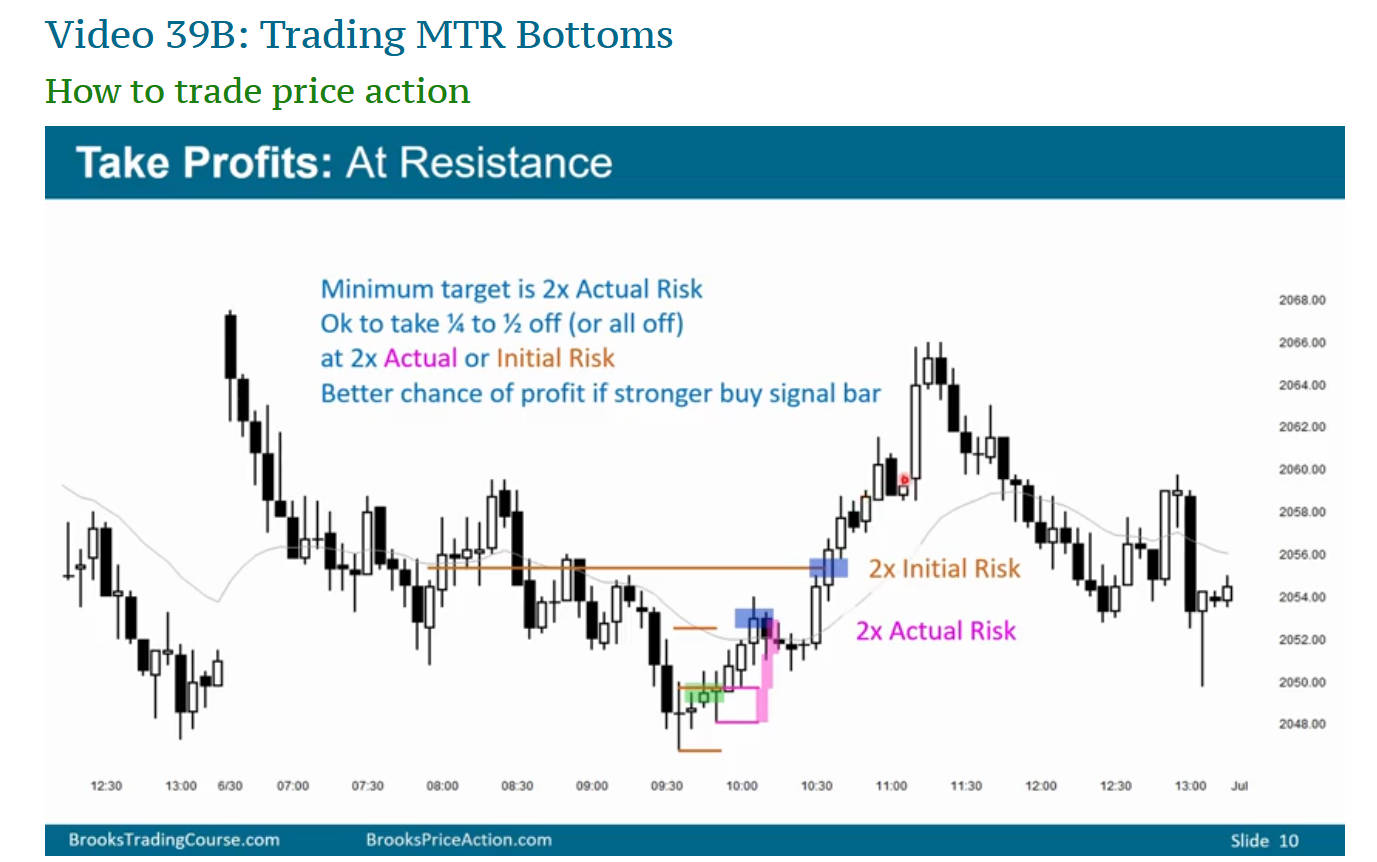 Video 39B: Trading MTR Bottoms
How to trade price action
Take Profits: At Resistance
Minimum target is 2x Actual Risk
Ok to take ¼ to ½ off (or all off)
at 2x Actual or Initial Risk
Better chance of profit if stronger buy signal bar
2068.00
2066.00
2064.00
2062.00
2060.00
2058.00
2056.00
2054.00
2052.00
2050.00
2048.00
2x Initial Risk
2x Actual Risk
12:30 13:00 6/30 07:00 07:30 08:00 08:30 09:00 09:30 10:00 10:30 11:00 11:30 12:00 12:30 13:00 Jul
BrooksTradingCourse.com BrooksPriceAction.com Slide 10